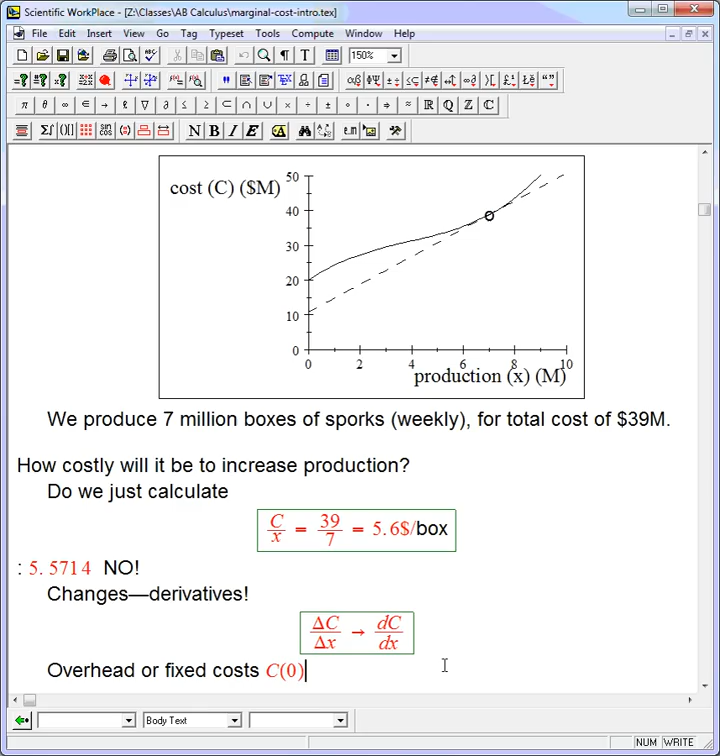 Scientific WorkPlace - [Z:\Classes\AB Calculus\marginal-cost-intro.tex]
File Edit Insert View Go Tag Typeset Tools Compute Window Help
150%
αβ ΦΨ
π θ ∞ ∈ → ℓ ∇ ∂ ≤ ≥ ⊂ ∩ ∪ × ÷ ± ∘ · ⇒ ≈ ℝ ℚ ℤ ℂ
N B I E
cost (C) ($M)
50
40
30
20
10
0
0 2 4 6 8 10
production (x) (M)
We produce 7 million boxes of sporks (weekly), for total cost of $39M.
How costly will it be to increase production?
Do we just calculate
C/x = 39/7 = 5.6$/box
: 5.5714 NO!
Changes—derivatives!
ΔC/Δx → dC/dx
Overhead or fixed costs C(0)
Body Text
NUM WRITE